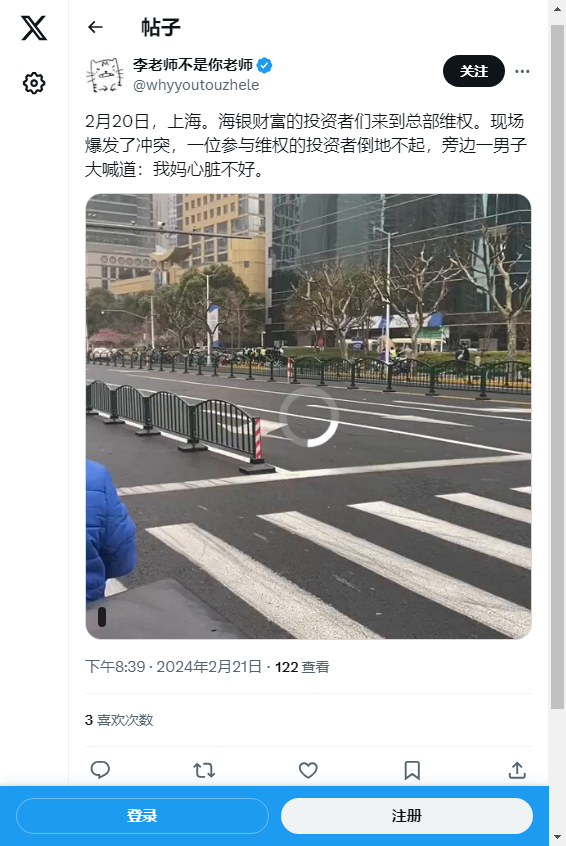 帖子
李老师不是你老师
@whyyoutouzhele
关注
2月20日，上海。海银财富的投资者们来到总部维权。现场
爆发了冲突，一位参与维权的投资者倒地不起，旁边一男子
大喊道：我妈心脏不好。
下午8:39 · 2024年2月21日 · 122 查看
3 喜欢次数
登录
注册